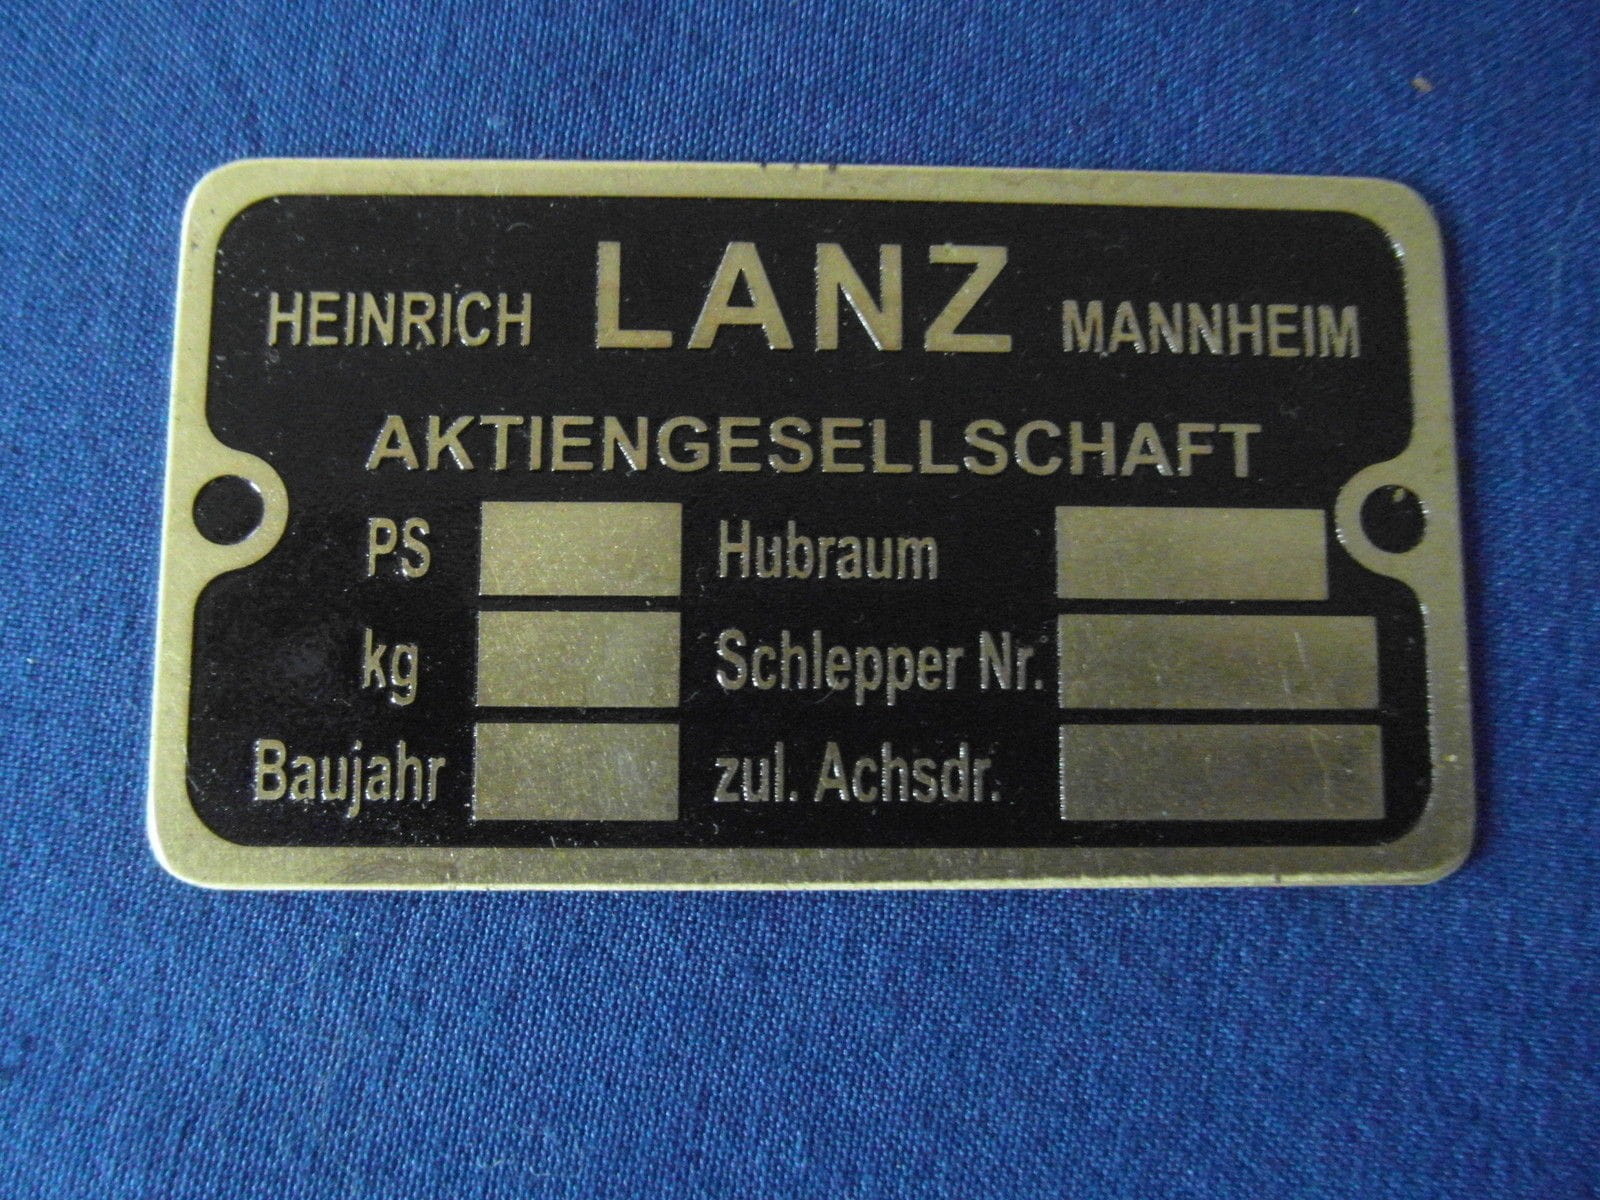 HEINRICH LANZ MANNHEIM
AKTIENGESELLSCHAFT
PS Hubraum
kg Schlepper Nr.
Baujahr zul. Achsdr.